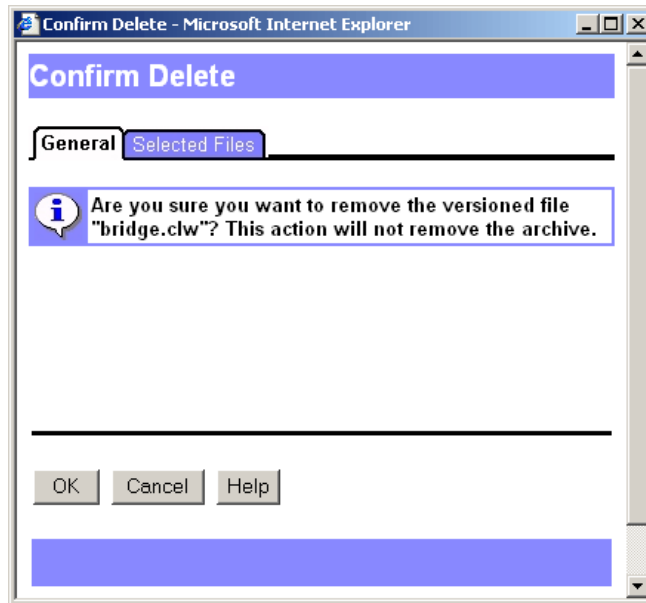 Confirm Delete - Microsoft Internet Explorer
Confirm Delete
General Selected Files
Are you sure you want to remove the versioned file
"bridge.clw"? This action will not remove the archive.
OK Cancel Help